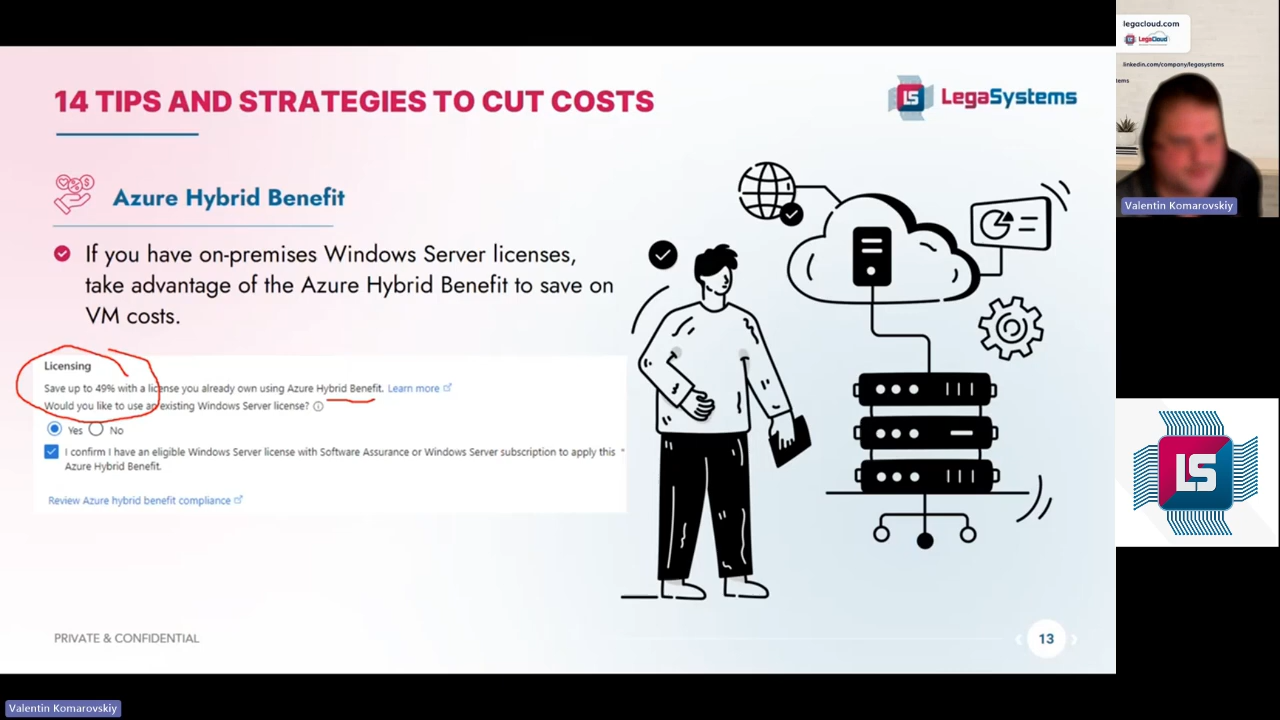 14 TIPS AND STRATEGIES TO CUT COSTS
LS LegaSystems
Azure Hybrid Benefit
If you have on-premises Windows Server licenses,
take advantage of the Azure Hybrid Benefit to save on
VM costs.
Licensing
Save up to 49% with a license you already own using Azure Hybrid Benefit. Learn more
Would you like to use an existing Windows Server license?
Yes No
I confirm I have an eligible Windows Server license with Software Assurance or Windows Server subscription to apply this *
Azure Hybrid Benefit.
Review Azure hybrid benefit compliance
PRIVATE & CONFIDENTIAL
13
legacloud.com
LegaCloud
linkedin.com/company/legasystems
tems
Valentin Komarovskiy
LS
Valentin Komarovskiy